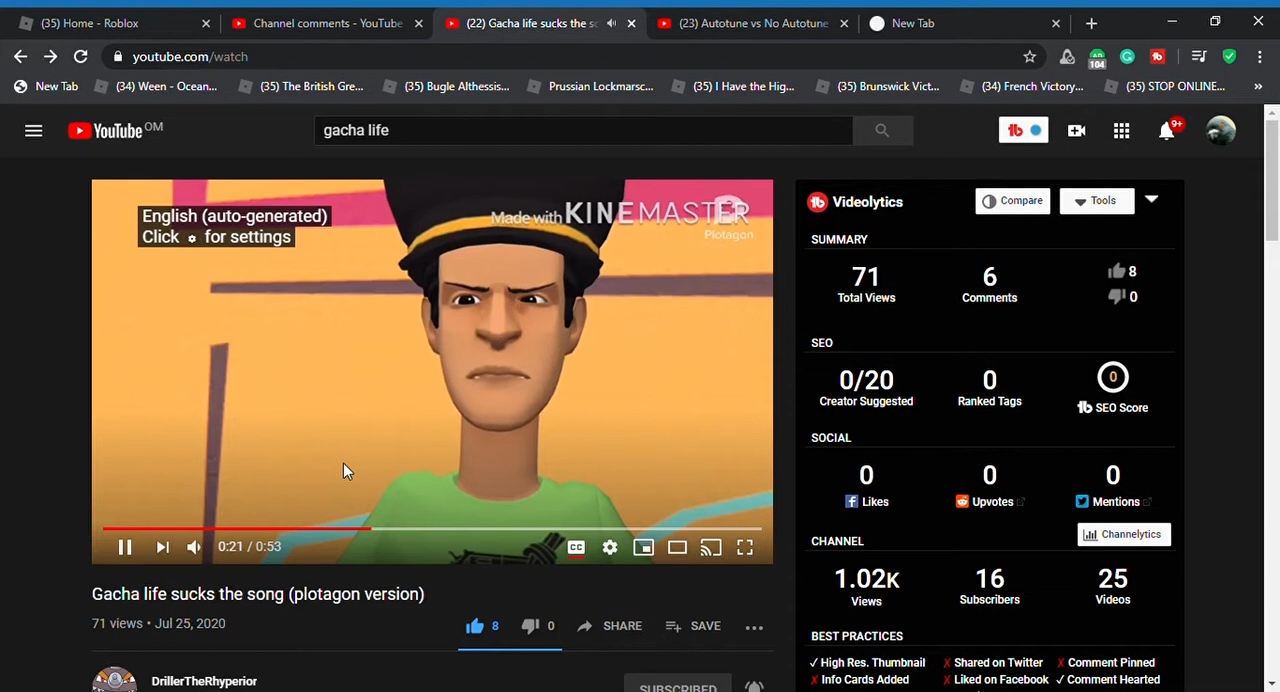 (35) Home - Roblox
Channel comments - YouTube
(22) Gacha life sucks the s
(23) Autotune vs No Autotune
New Tab
youtube.com/watch
104
New Tab
(34) Ween - Ocean...
(35) The British Gre...
(35) Bugle Althessis...
Prussian Lockmarsc...
(35) I Have the Hig...
(35) Brunswick Vict...
(34) French Victory...
(35) STOP ONLINE...
YouTube OM
gacha life
9+
English (auto-generated)
Click for settings
Made with KINEMASTER
Plotagon
0:21 / 0:53
CC
Videolytics
Compare
Tools
SUMMARY
71
Total Views
6
Comments
8
0
SEO
0/20
Creator Suggested
0
Ranked Tags
0
SEO Score
SOCIAL
0
Likes
0
Upvotes
0
Mentions
Channelytics
CHANNEL
1.02K
Views
16
Subscribers
25
Videos
BEST PRACTICES
✓ High Res. Thumbnail
✗ Shared on Twitter
✗ Comment Pinned
✗ Info Cards Added
✗ Liked on Facebook
✓ Comment Hearted
Gacha life sucks the song (plotagon version)
71 views • Jul 25, 2020
8
0
SHARE
SAVE
DrillerTheRhyperior
SUBSCRIBED